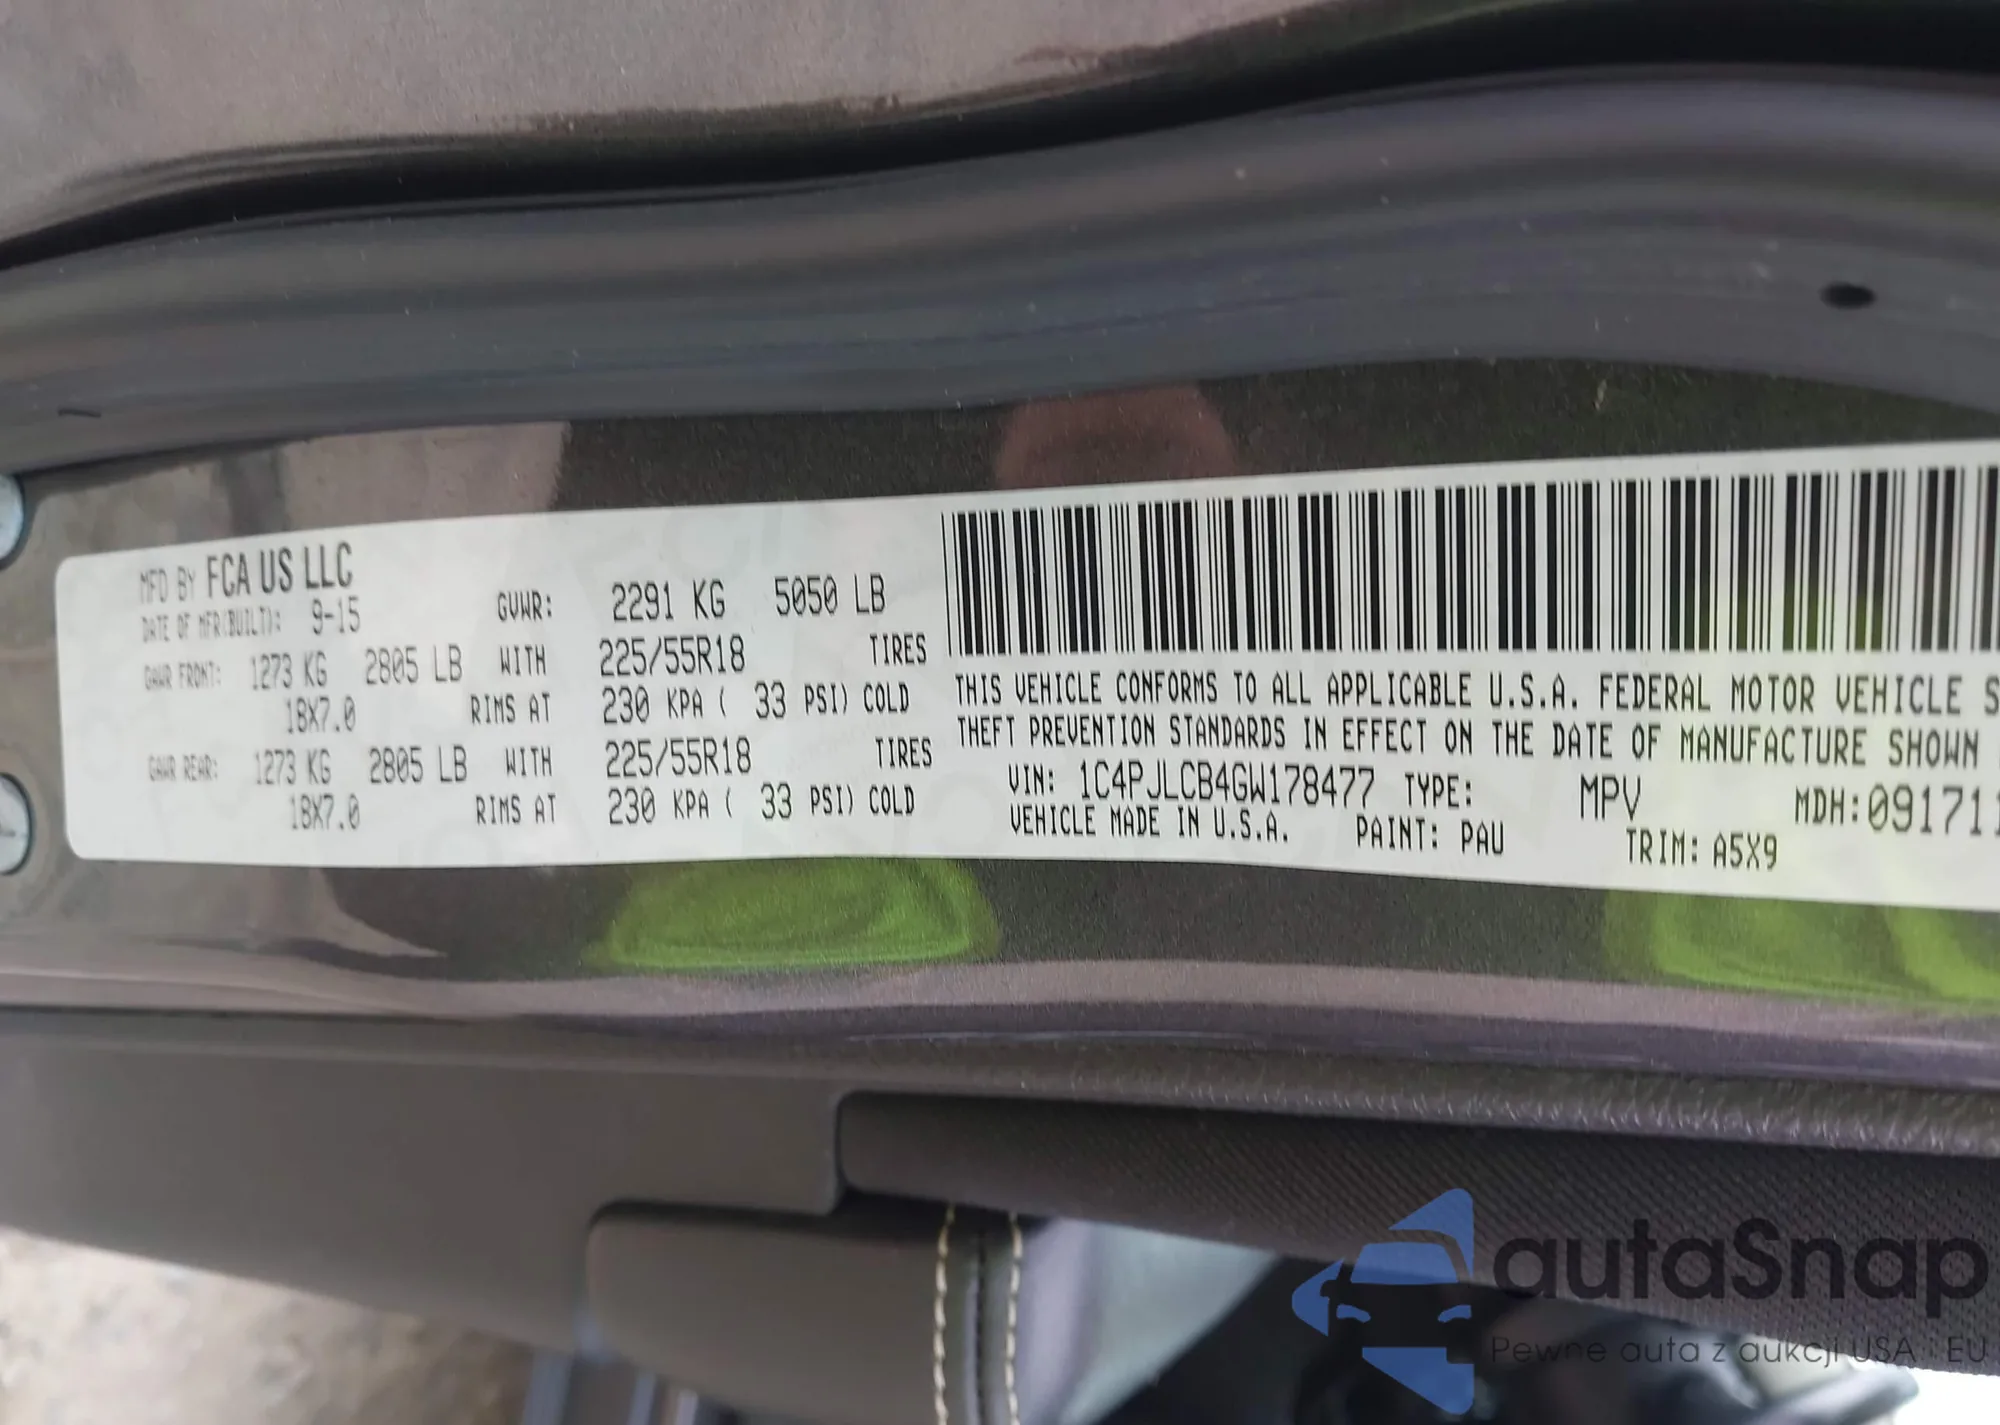 MFD BY FCA US LLC
DATE OF MFR(BUILT): 9-15
GVWR: 2291 KG 5050 LB
GAWR FRONT: 1273 KG 2805 LB WITH 225/55R18 TIRES
18X7.0 RIMS AT 230 KPA ( 33 PSI) COLD
GAWR REAR: 1273 KG 2805 LB WITH 225/55R18 TIRES
18X7.0 RIMS AT 230 KPA ( 33 PSI) COLD
THIS VEHICLE CONFORMS TO ALL APPLICABLE U.S.A. FEDERAL MOTOR VEHICLE S
THEFT PREVENTION STANDARDS IN EFFECT ON THE DATE OF MANUFACTURE SHOWN
VIN: 1C4PJLCB4GW178477 TYPE: MPV MDH:091711
VEHICLE MADE IN U.S.A. PAINT: PAU TRIM: A5X9
autaSnap
Pewne auta z aukcji USA i EU